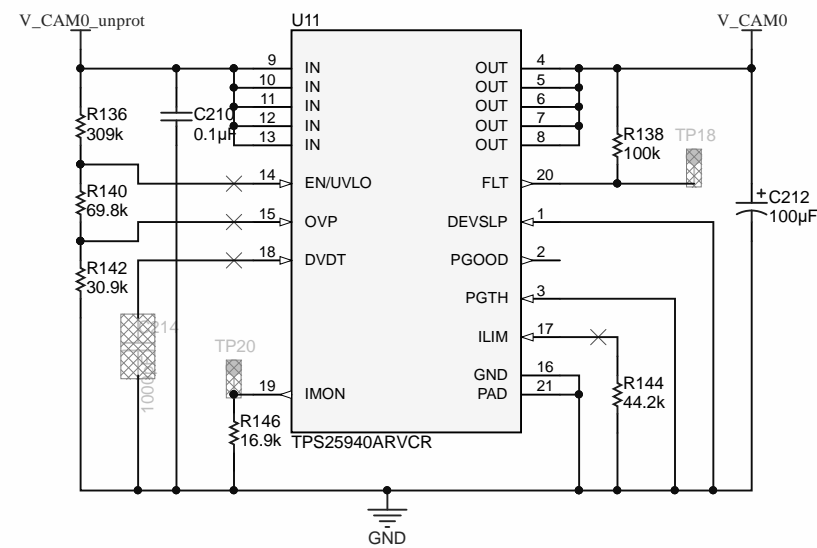 V_CAM0_unprot
U11
V_CAM0
9
IN
OUT
4
10
IN
OUT
5
R136
309k
C210
0.1µF
11
IN
OUT
6
12
IN
OUT
7
13
IN
OUT
8
R138
100k
TP18
14
EN/UVLO
FLT
20
R140
69.8k
15
OVP
DEVSLP
1
C212
100µF
18
DVDT
PGOOD
2
R142
30.9k
PGTH
3
214
TP20
ILIM
17
GND
16
19
IMON
PAD
21
R144
44.2k
R146
16.9k
TPS25940ARVCR
GND